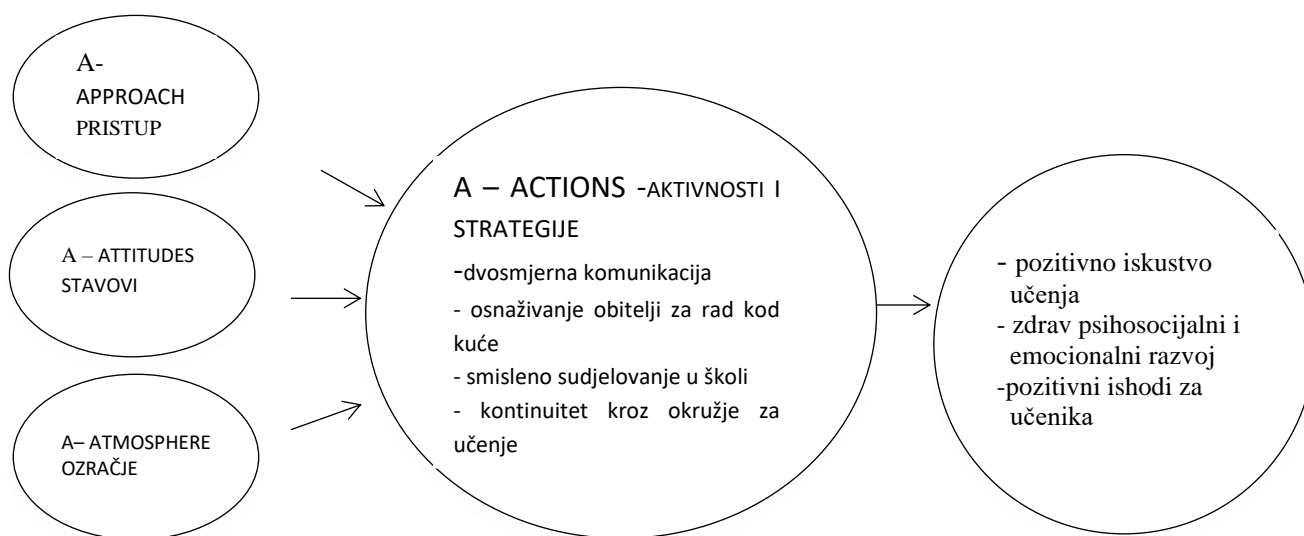 A-
APPROACH
PRISTUP
A – ATTITUDES
STAVOVI
A– ATMOSPHERE
OZRAČJE
A – ACTIONS -AKTIVNOSTI I
STRATEGIJE
-dvosmjerna komunikacija
- osnaživanje obitelji za rad kod
kuće
- smisleno sudjelovanje u školi
- kontinuitet kroz okružje za
učenje
- pozitivno iskustvo
učenja
- zdrav psihosocijalni i
emocionalni razvoj
-pozitivni ishodi za
učenika